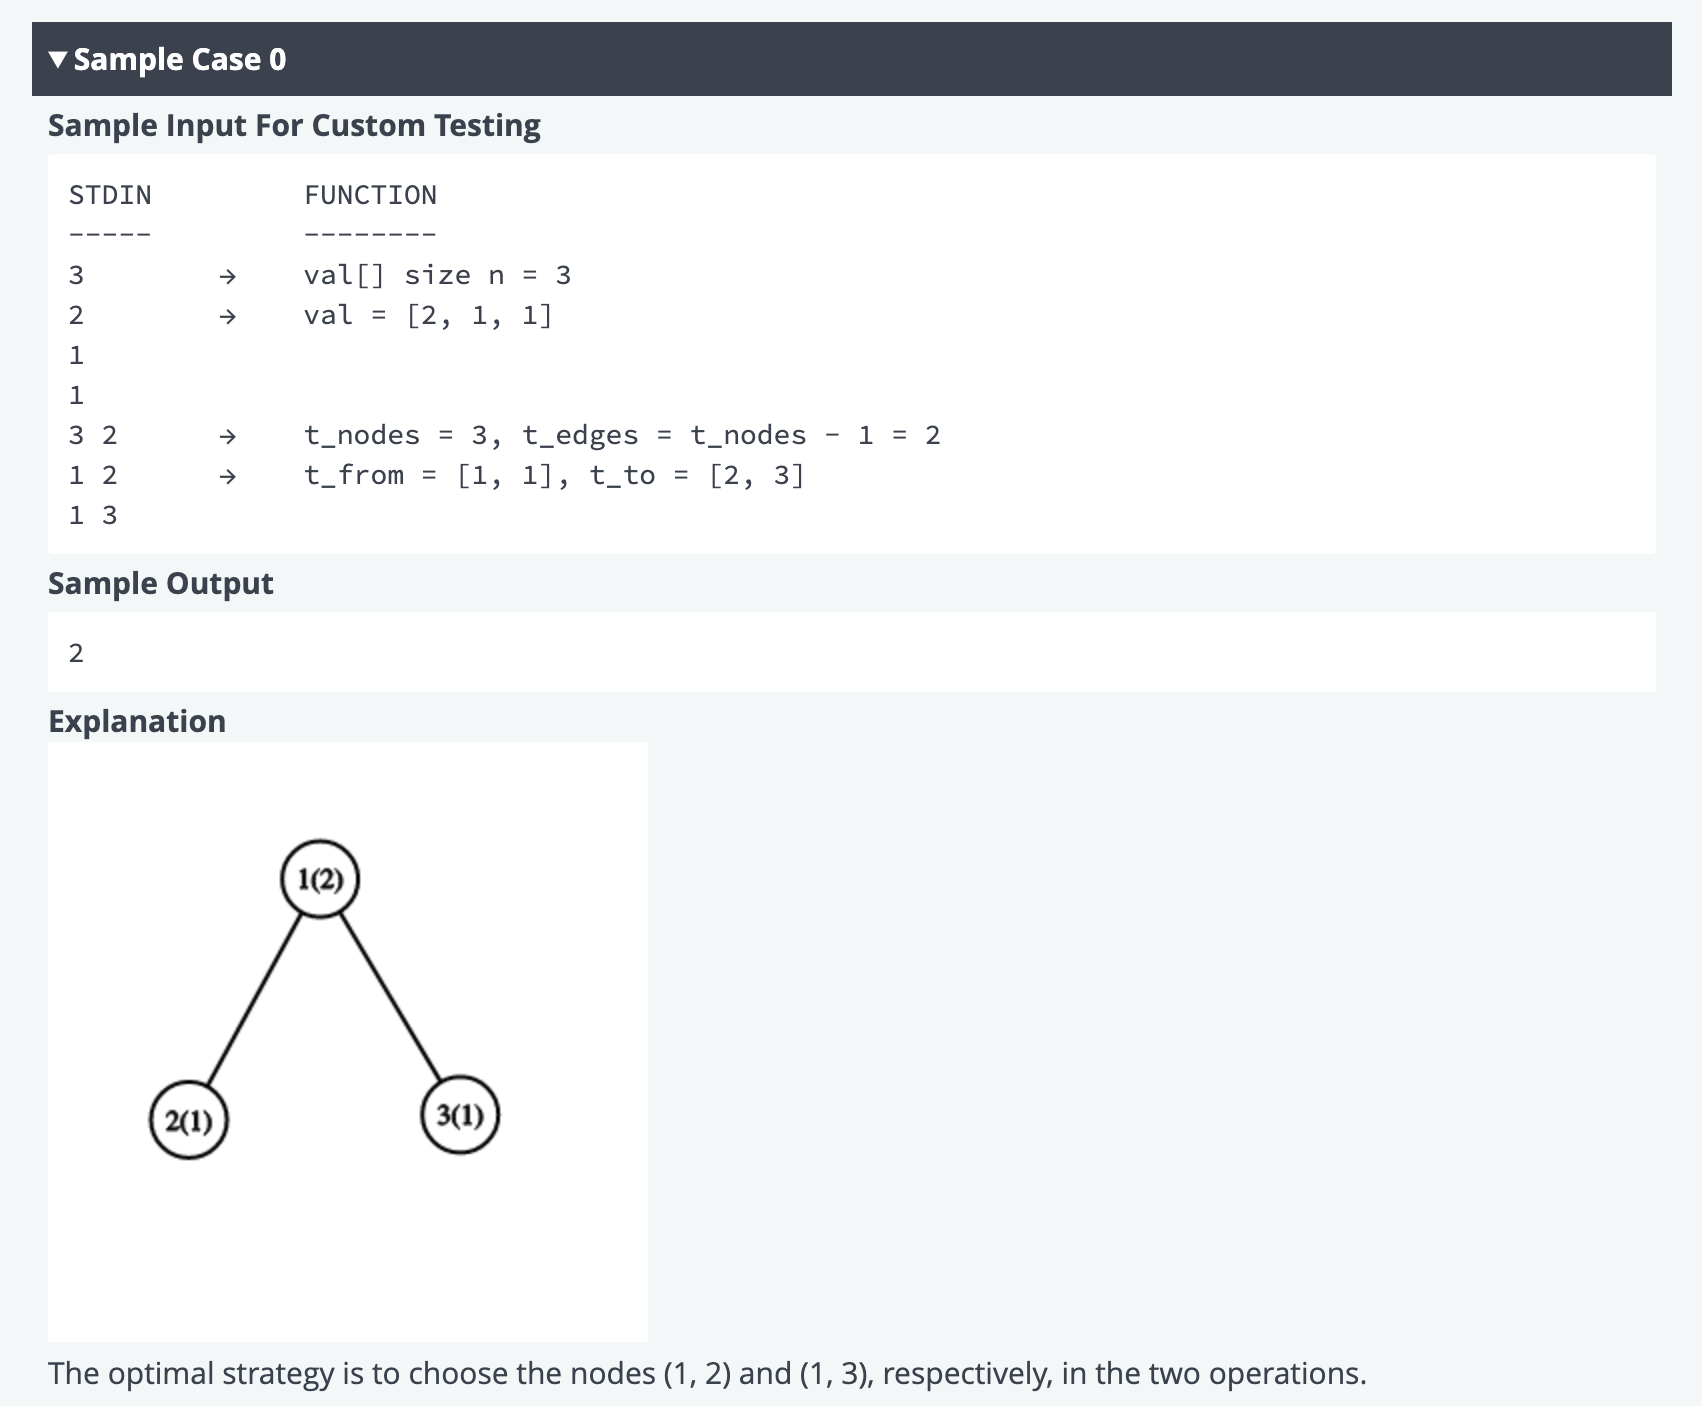 ▼ Sample Case 0
Sample Input For Custom Testing
STDIN FUNCTION
----- --------
3 → val[] size n = 3
2 → val = [2, 1, 1]
1
1
3 2 → t_nodes = 3, t_edges = t_nodes - 1 = 2
1 2 → t_from = [1, 1], t_to = [2, 3]
1 3
Sample Output
2
Explanation
1(2)
2(1) 3(1)
The optimal strategy is to choose the nodes (1, 2) and (1, 3), respectively, in the two operations.